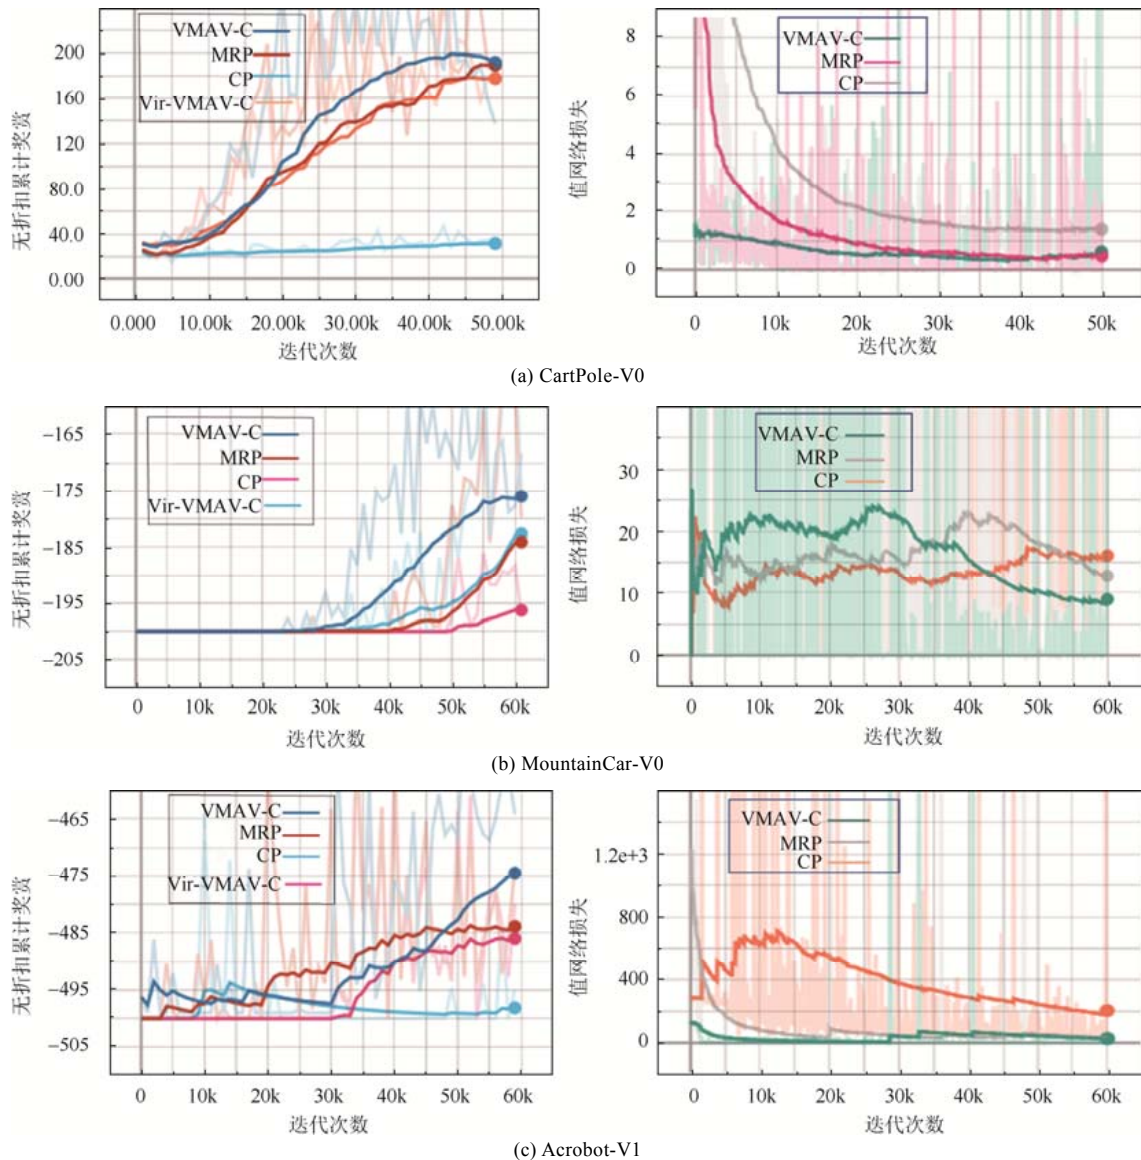 无折扣累计奖赏
200
160
120
80.0
40.0
0.00
VMAV-C
MRP
CP
Vir-VMAV-C
0.000 10.00k 20.00k 30.00k 40.00k 50.00k
迭代次数
值网络损失
8
6
4
2
0
VMAV-C
MRP
CP
0 10k 20k 30k 40k 50k
迭代次数
(a) CartPole-V0
无折扣累计奖赏
−165
−175
−185
−195
−205
VMAV-C
MRP
CP
Vir-VMAV-C
0 10k 20k 30k 40k 50k 60k
迭代次数
值网络损失
30
20
10
0
VMAV-C
MRP
CP
0 10k 20k 30k 40k 50k 60k
迭代次数
(b) MountainCar-V0
无折扣累计奖赏
−465
−475
−485
−495
−505
VMAV-C
MRP
CP
Vir-VMAV-C
0 10k 20k 30k 40k 50k 60k
迭代次数
值网络损失
1.2e+3
800
400
0
VMAV-C
MRP
CP
0 10k 20k 30k 40k 50k 60k
迭代次数
(c) Acrobot-V1